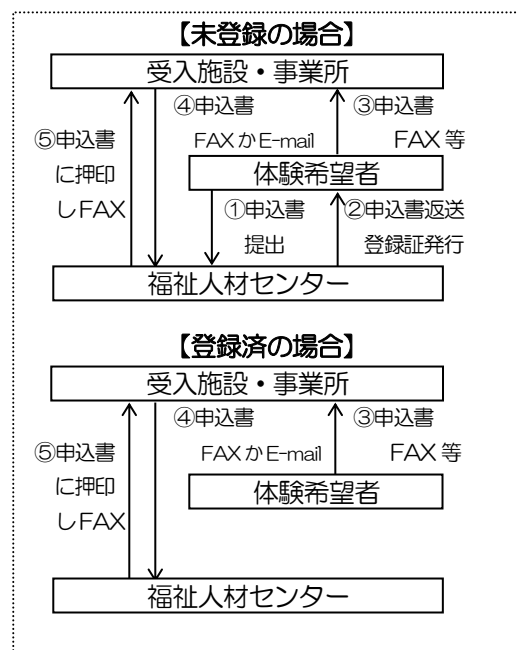 【未登録の場合】
受入施設・事業所
④申込書
③申込書
⑤申込書
に押印
しFAX
FAXかE-mail
FAX等
体験希望者
①申込書
提出
②申込書返送
登録証発行
福祉人材センター
【登録済の場合】
受入施設・事業所
④申込書
③申込書
⑤申込書
に押印
しFAX
FAXかE-mail
FAX等
体験希望者
福祉人材センター